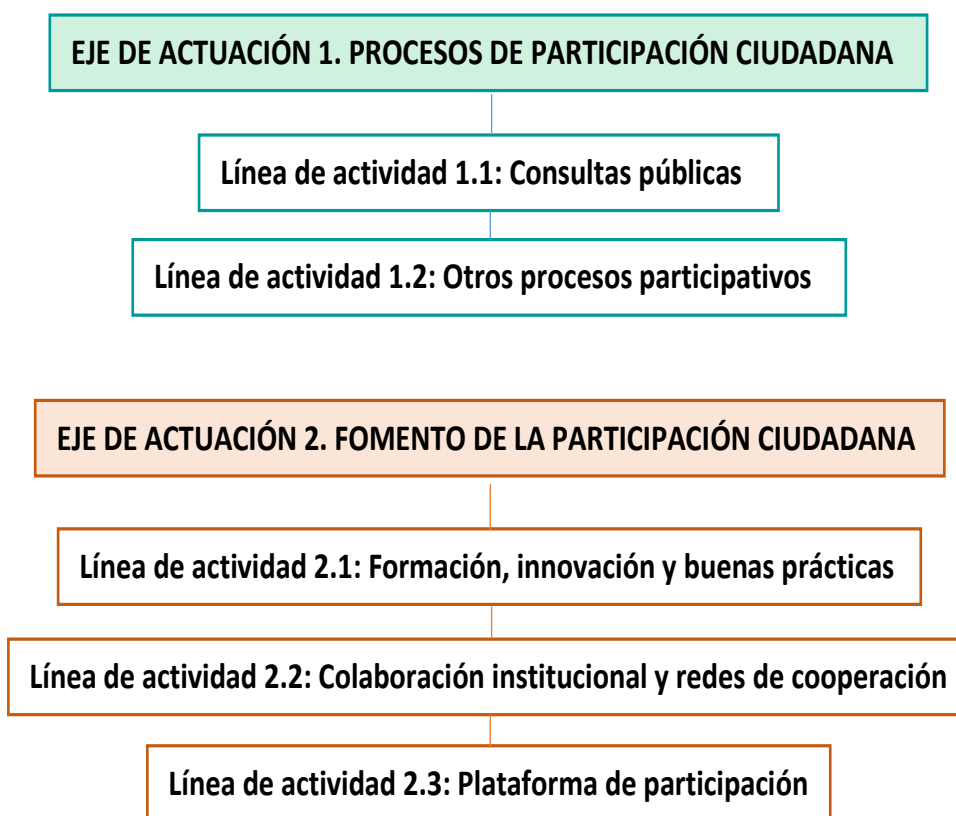 EJE DE ACTUACIÓN 1. PROCESOS DE PARTICIPACIÓN CIUDADANA
Línea de actividad 1.1: Consultas públicas
Línea de actividad 1.2: Otros procesos participativos
EJE DE ACTUACIÓN 2. FOMENTO DE LA PARTICIPACIÓN CIUDADANA
Línea de actividad 2.1: Formación, innovación y buenas prácticas
Línea de actividad 2.2: Colaboración institucional y redes de cooperación
Línea de actividad 2.3: Plataforma de participación